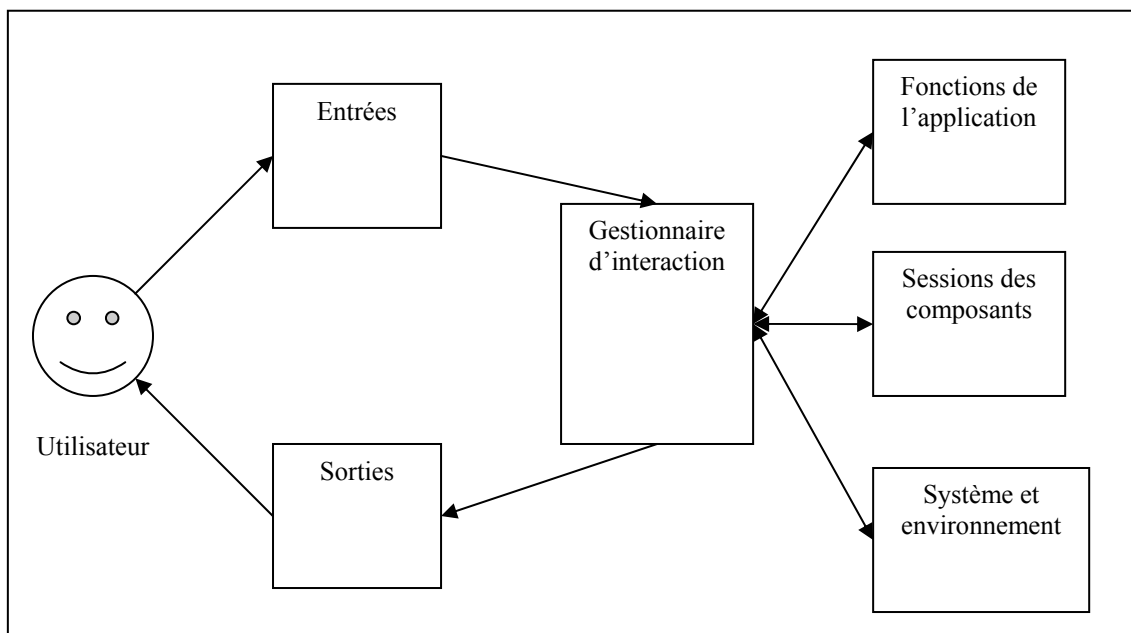 Entrées
Fonctions de
l’application
Gestionnaire
d’interaction
Sessions des
composants
Utilisateur
Sorties
Système et
environnement